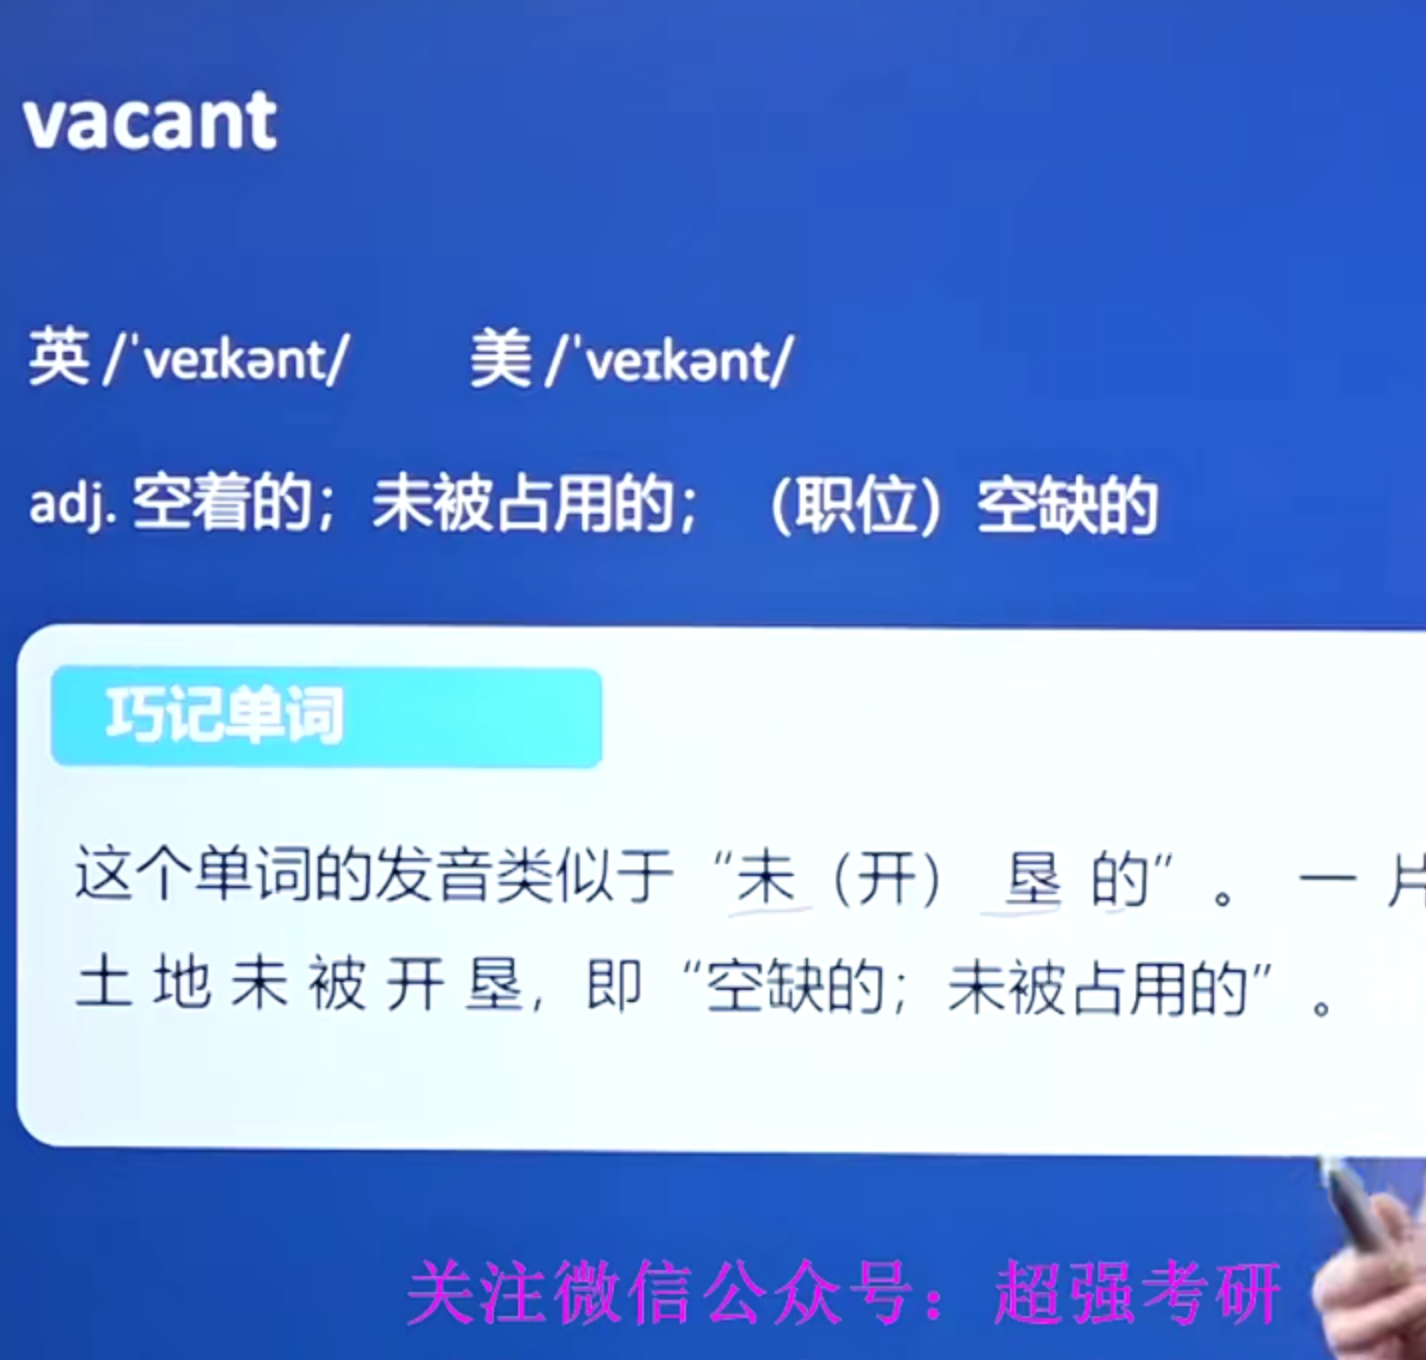 vacant
英 /ˈveɪkənt/ 美 /ˈveɪkənt/
adj. 空着的；未被占用的；（职位）空缺的
巧记单词
这个单词的发音类似于“未（开）垦的”。一片
土地未被开垦，即“空缺的；未被占用的”。
关注微信公众号：超强考研